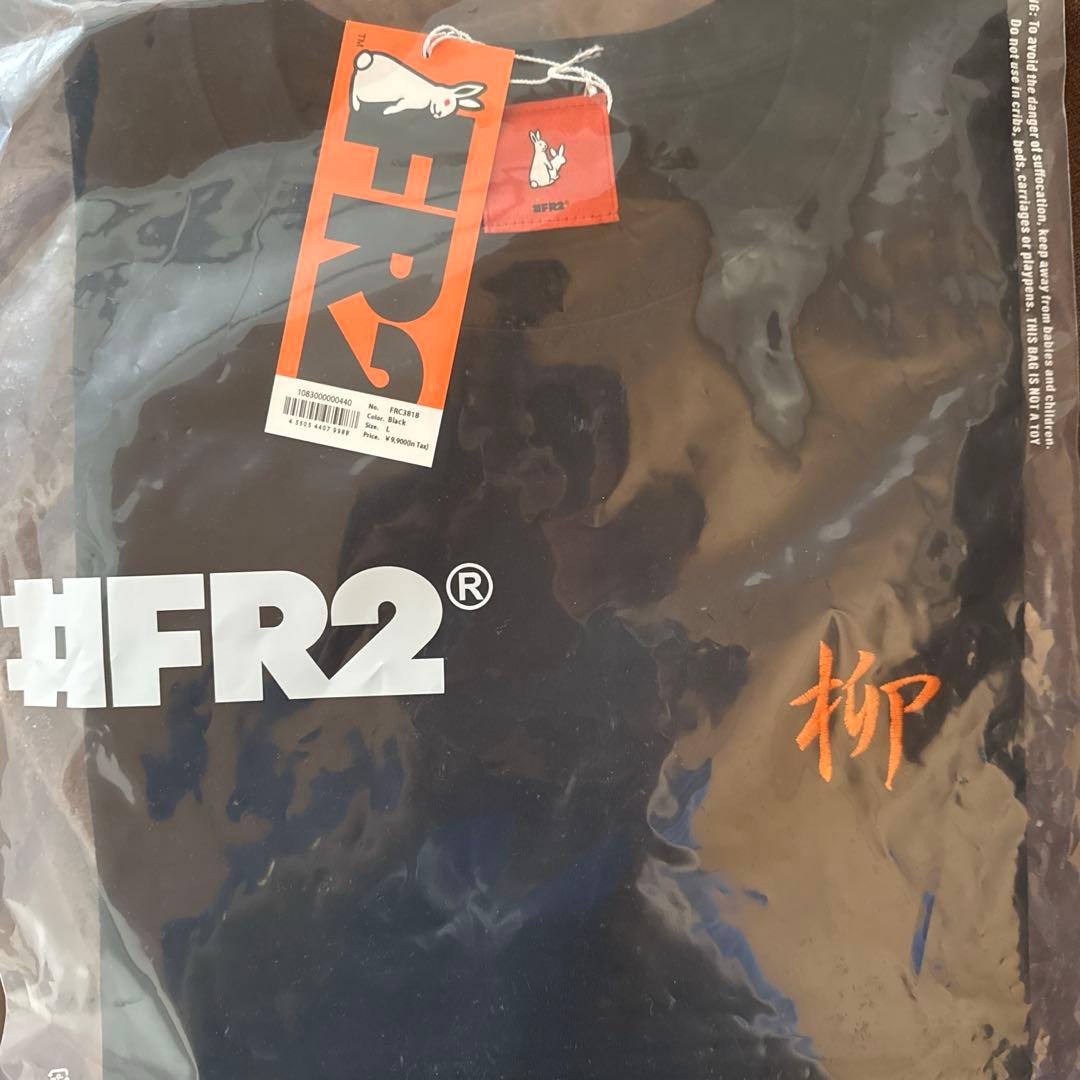 TM
#FR2
1083000000440
4 5505 4407 9988
No. FRC3818
Color. Black
Size. L
Price. ¥9,900(In Tax)
#FR2®
#FR2®
柳
G: To avoid the danger of suffocation, keep away from babies and children.
Do not use in cribs, beds, carriages or playpens. THIS BAG IS NOT A TOY